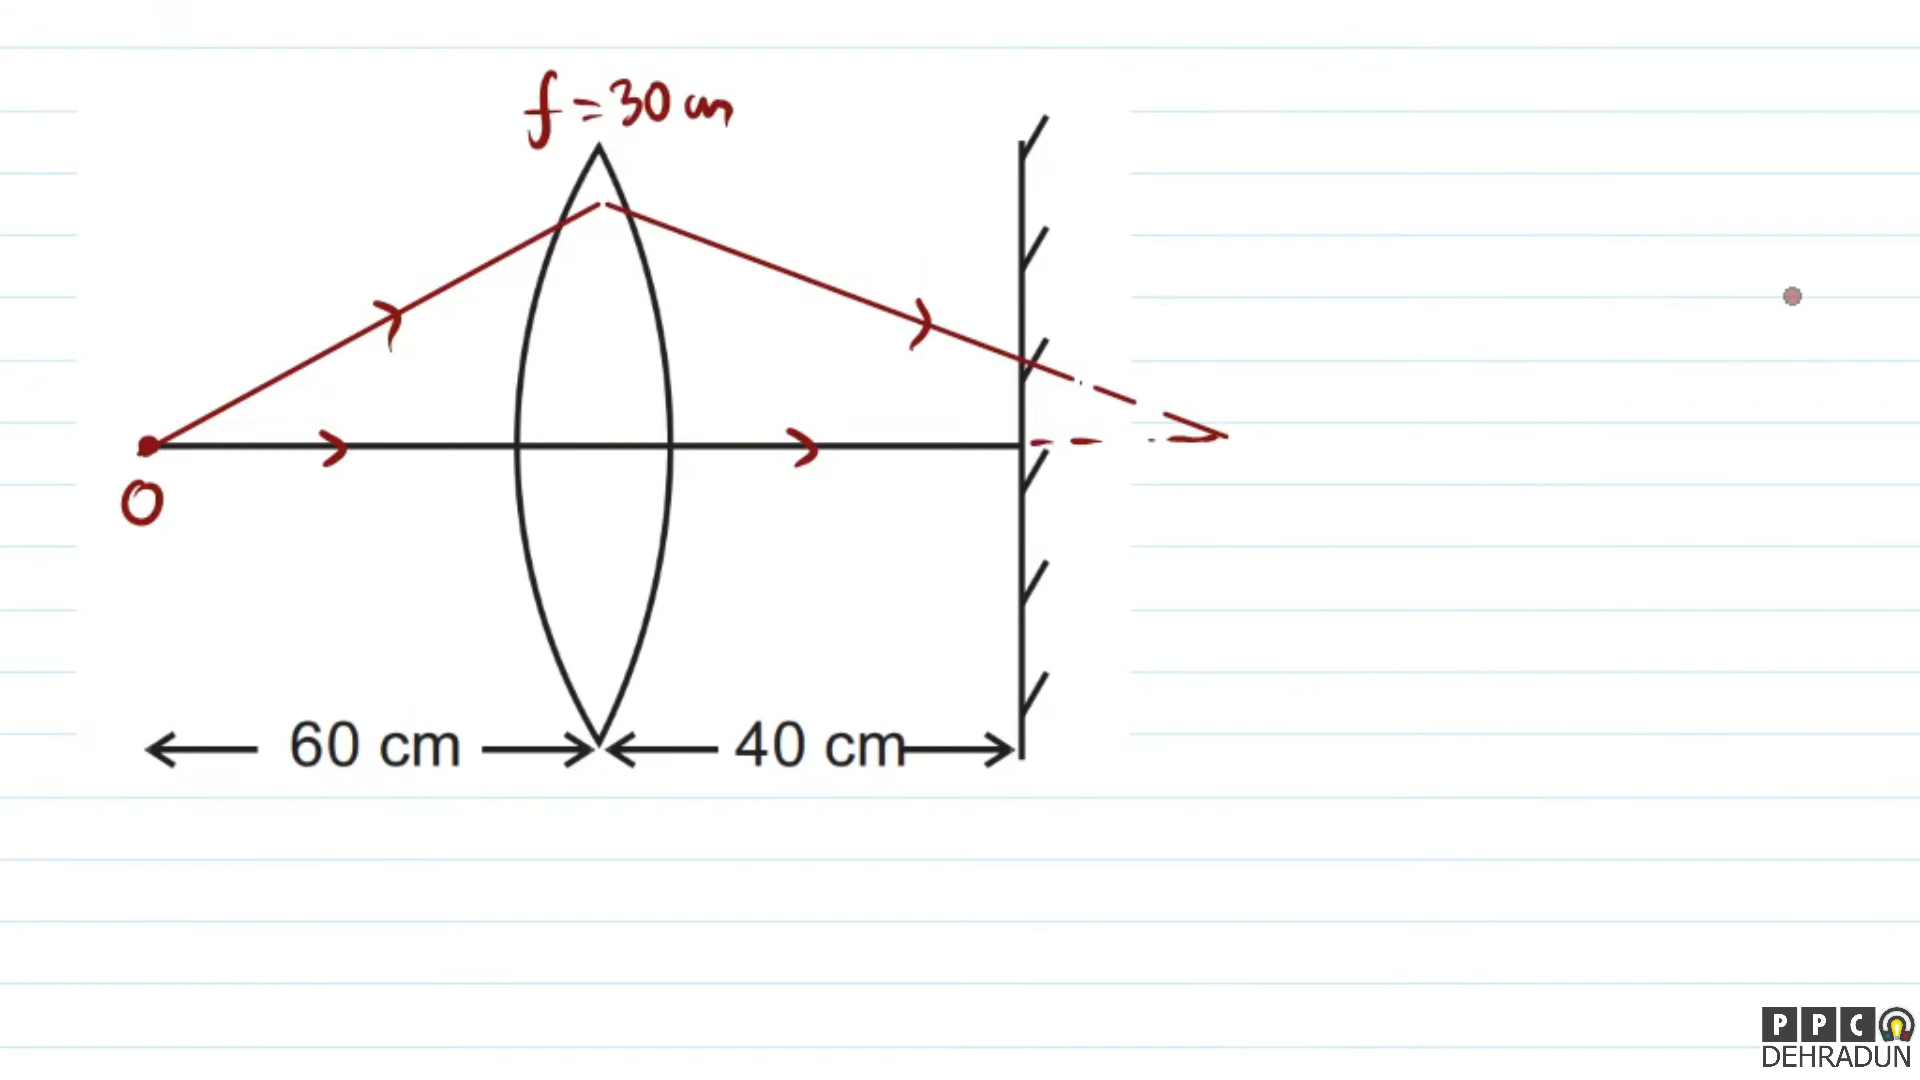 f = 30 cm
O
60 cm
40 cm
PPC
DEHRADUN